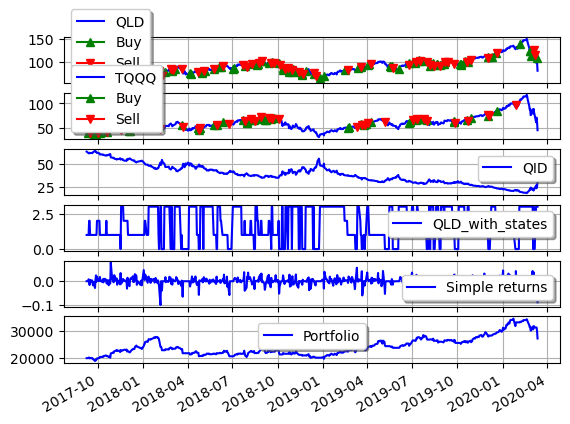 QLD
Buy
Sell
150
100
TQQQ
Buy
Sell
100
50
QID
50
25
QLD_with_states
2.5
0.0
Simple returns
0.0
−0.1
Portfolio
30000
20000
2017-10
2018-01
2018-04
2018-07
2018-10
2019-01
2019-04
2019-07
2019-10
2020-01
2020-04